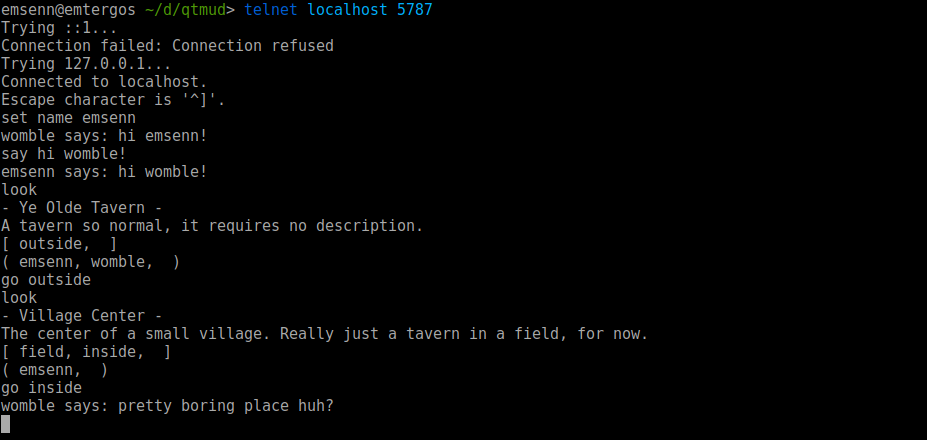 emsenn@emtergos ~/d/qtmud> telnet localhost 5787
Trying ::1...
Connection failed: Connection refused
Trying 127.0.0.1...
Connected to localhost.
Escape character is '^]'.
set name emsenn
womble says: hi emsenn!
say hi womble!
emsenn says: hi womble!
look
- Ye Olde Tavern -
A tavern so normal, it requires no description.
[ outside,  ]
( emsenn, womble,  )
go outside
look
- Village Center -
The center of a small village. Really just a tavern in a field, for now.
[ field, inside,  ]
( emsenn,  )
go inside
womble says: pretty boring place huh?